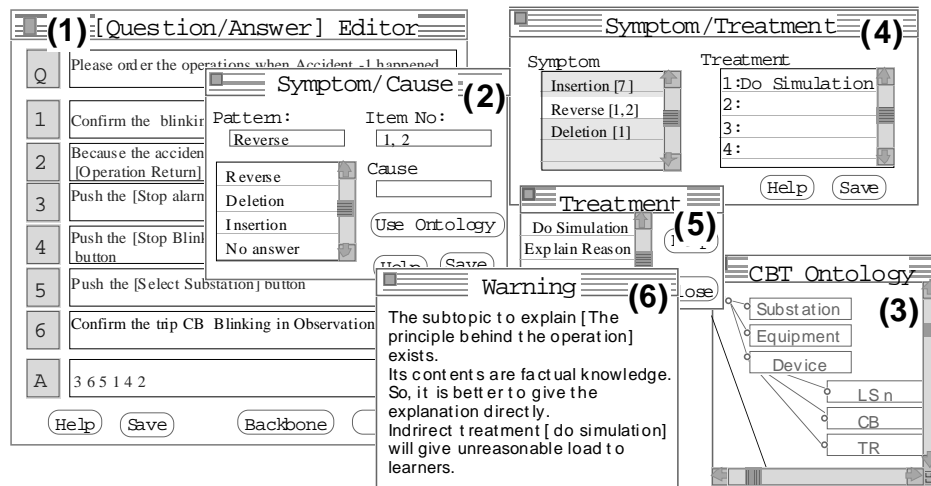 (1) [Question/Answer] Editor
Q
Please order the operations when Accident -1 happened
1
Confirm the blinkin
2
Because the acciden
[Operation Return]
3
Push the [Stop alarm
4
Push the [Stop Blink
button
5
Push the [Select Substation] button
6
Confirm the trip CB Blinking in Observation
A
3 6 5 1 4 2
Help
Save
Backbone
Symptom/Cause
(2)
Pattern:
Item No:
Reverse
1, 2
Reverse
Deletion
Insertion
No answer
Cause
Use Ontology
Help
Save
Symptom/Treatment
(4)
Symptom
Treatment
Insertion [7]
Reverse [1,2]
Deletion [1]
1:Do Simulation
2:
3:
4:
Help
Save
Treatment
(5)
Do Simulation
Explain Reason
lose
Warning
(6)
The subtopic to explain [The
principle behind the operation]
exists.
Its contents are factual knowledge.
So, it is better to give the
explanation directly.
Indrirect treatment [ do simulation]
will give unreasonable load to
learners.
CBT Ontology
(3)
Substation
Equipment
Device
LSn
CB
TR